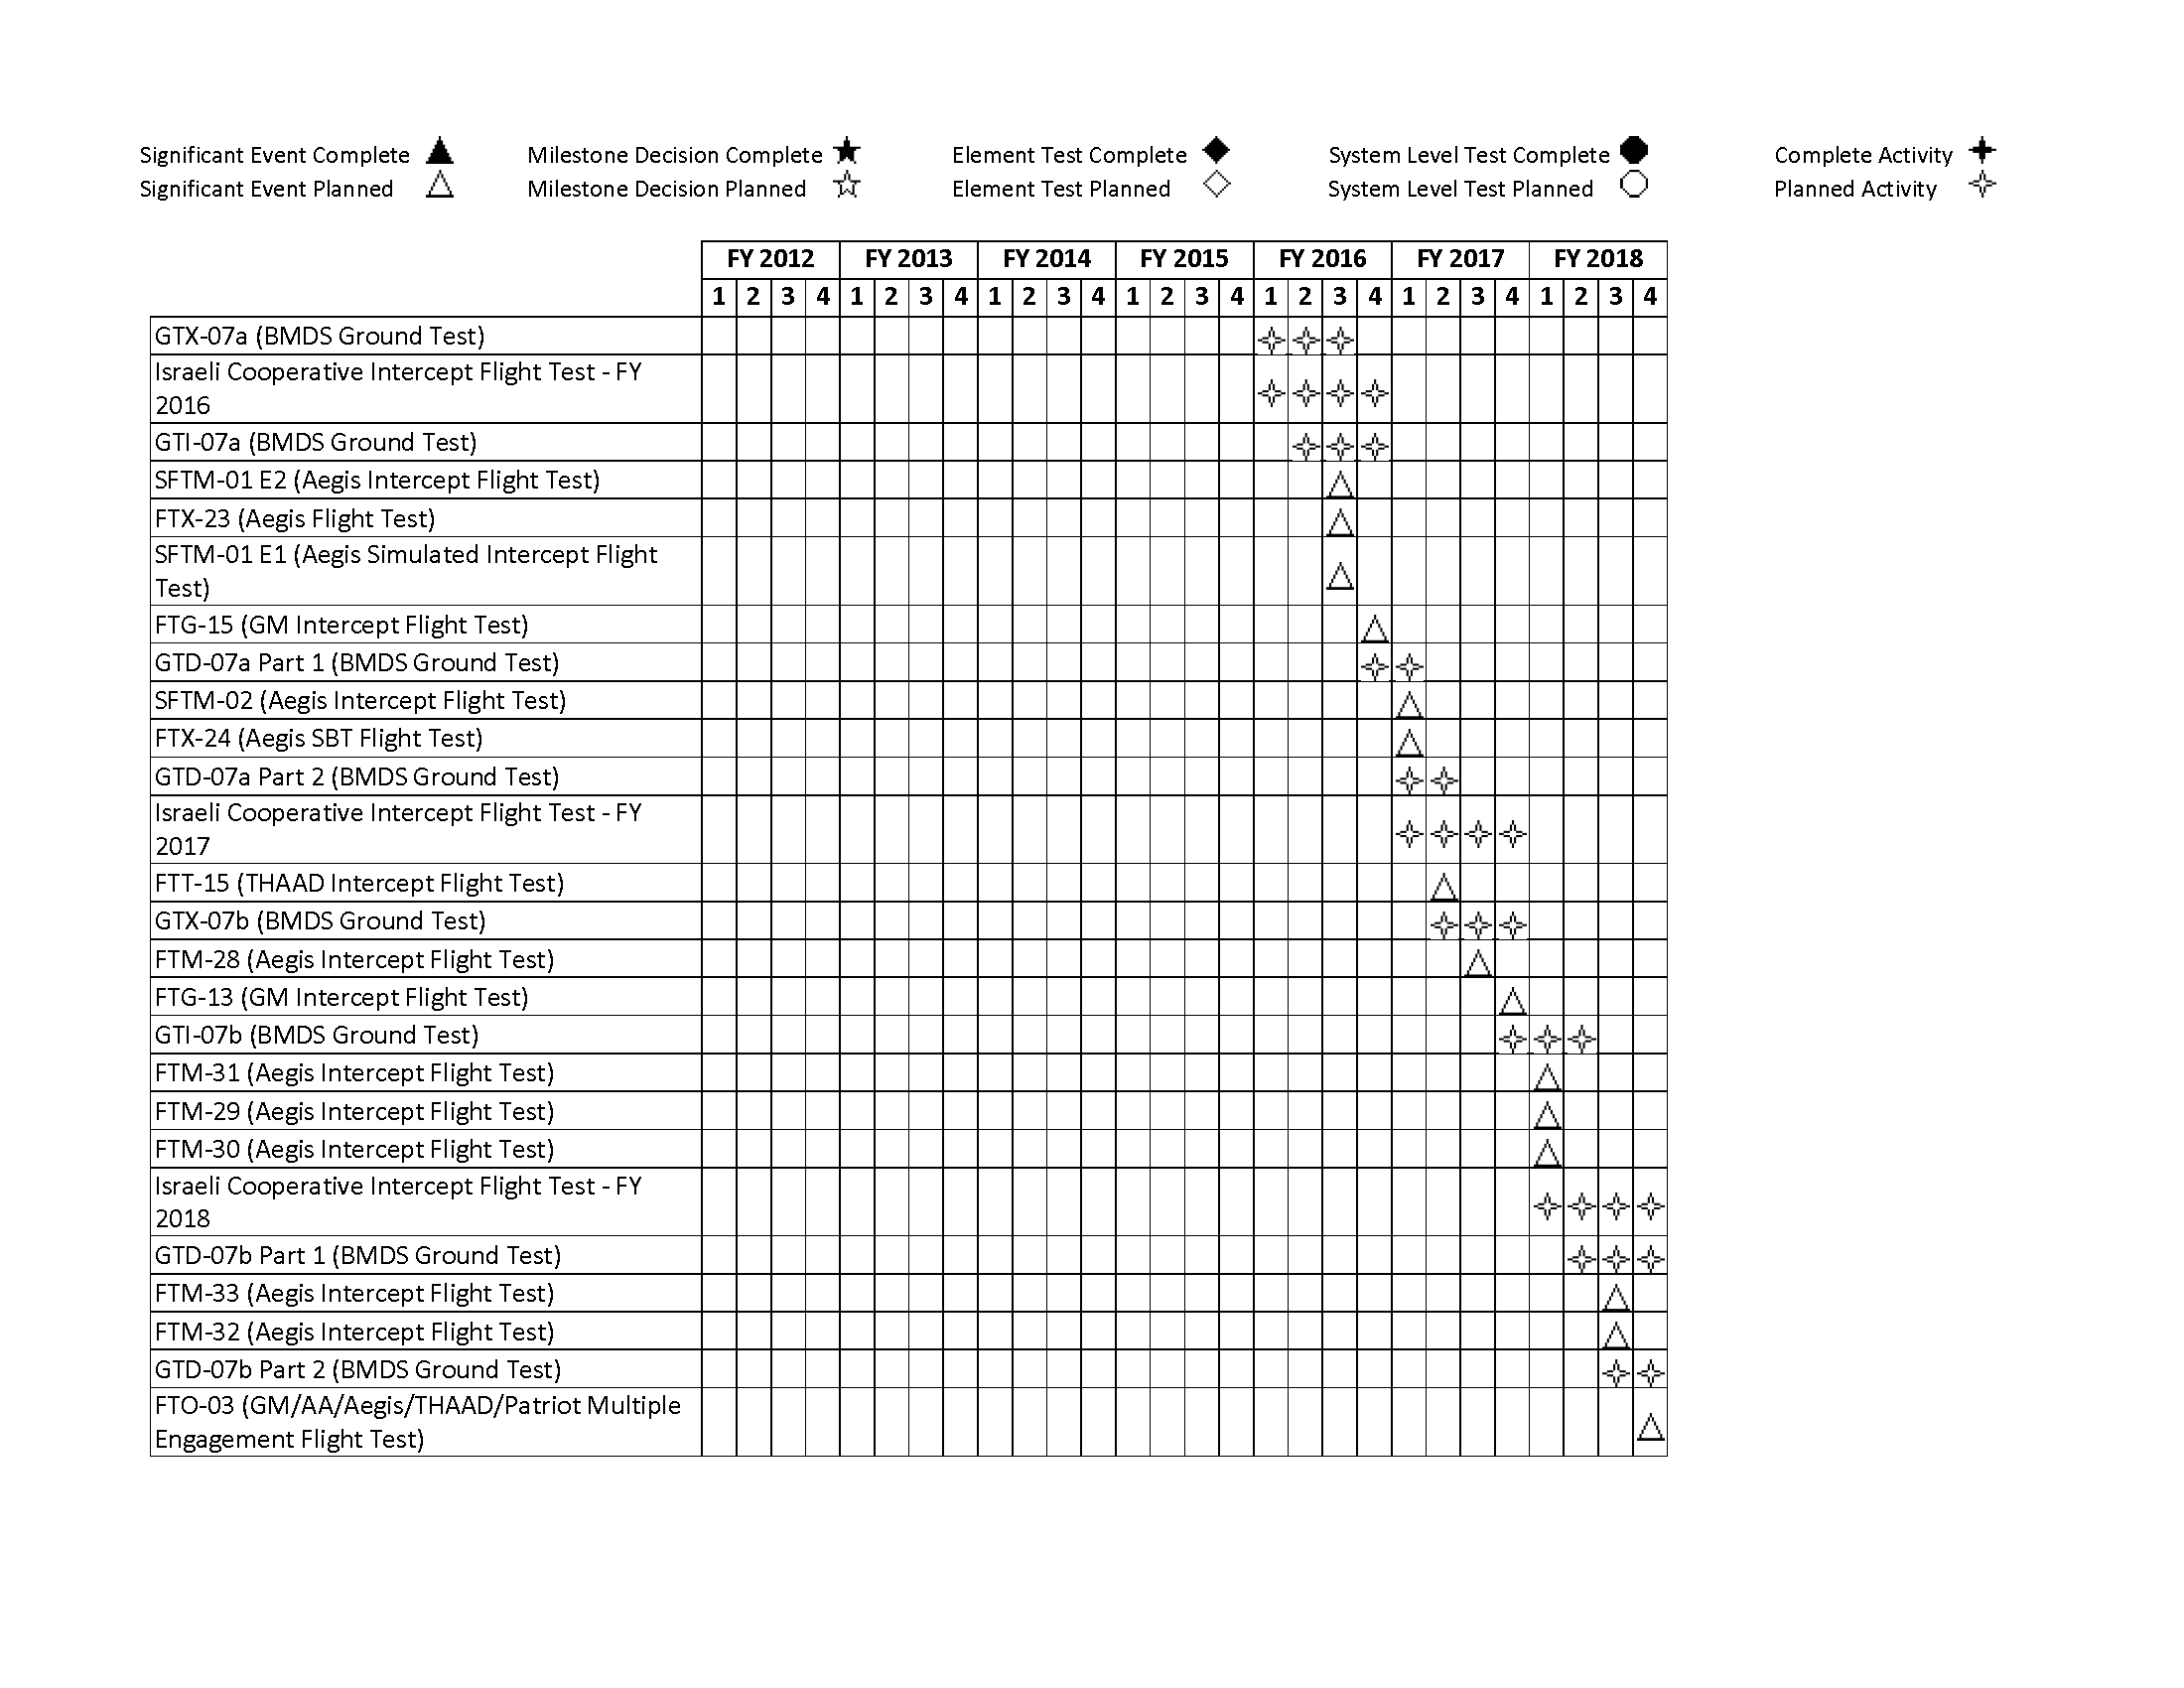 Significant Event Complete Milestone Decision Complete Element Test Complete System Level Test Complete Complete Activity
Significant Event Planned Milestone Decision Planned Element Test Planned System Level Test Planned Planned Activity
FY 2012 FY 2013 FY 2014 FY 2015 FY 2016 FY 2017 FY 2018
1 2 3 4 1 2 3 4 1 2 3 4 1 2 3 4 1 2 3 4 1 2 3 4 1 2 3 4
GTX-07a (BMDS Ground Test)
Israeli Cooperative Intercept Flight Test - FY
2016
GTI-07a (BMDS Ground Test)
SFTM-01 E2 (Aegis Intercept Flight Test)
FTX-23 (Aegis Flight Test)
SFTM-01 E1 (Aegis Simulated Intercept Flight
Test)
FTG-15 (GM Intercept Flight Test)
GTD-07a Part 1 (BMDS Ground Test)
SFTM-02 (Aegis Intercept Flight Test)
FTX-24 (Aegis SBT Flight Test)
GTD-07a Part 2 (BMDS Ground Test)
Israeli Cooperative Intercept Flight Test - FY
2017
FTT-15 (THAAD Intercept Flight Test)
GTX-07b (BMDS Ground Test)
FTM-28 (Aegis Intercept Flight Test)
FTG-13 (GM Intercept Flight Test)
GTI-07b (BMDS Ground Test)
FTM-31 (Aegis Intercept Flight Test)
FTM-29 (Aegis Intercept Flight Test)
FTM-30 (Aegis Intercept Flight Test)
Israeli Cooperative Intercept Flight Test - FY
2018
GTD-07b Part 1 (BMDS Ground Test)
FTM-33 (Aegis Intercept Flight Test)
FTM-32 (Aegis Intercept Flight Test)
GTD-07b Part 2 (BMDS Ground Test)
FTO-03 (GM/AA/Aegis/THAAD/Patriot Multiple
Engagement Flight Test)